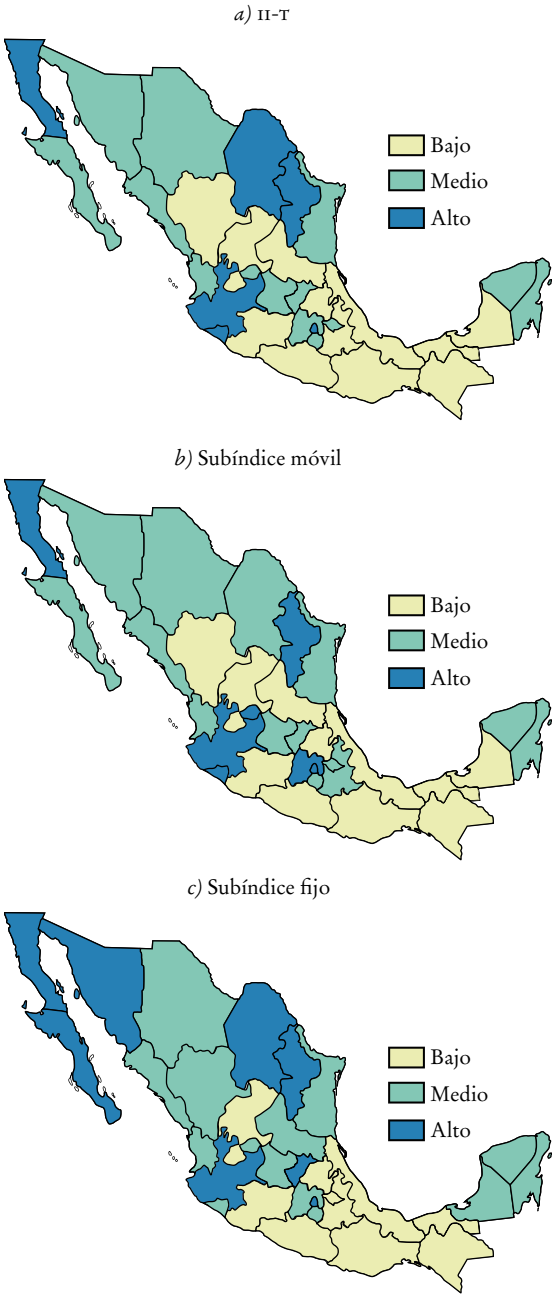 a) II-T
Bajo
Medio
Alto
b) Subíndice móvil
Bajo
Medio
Alto
c) Subíndice fijo
Bajo
Medio
Alto